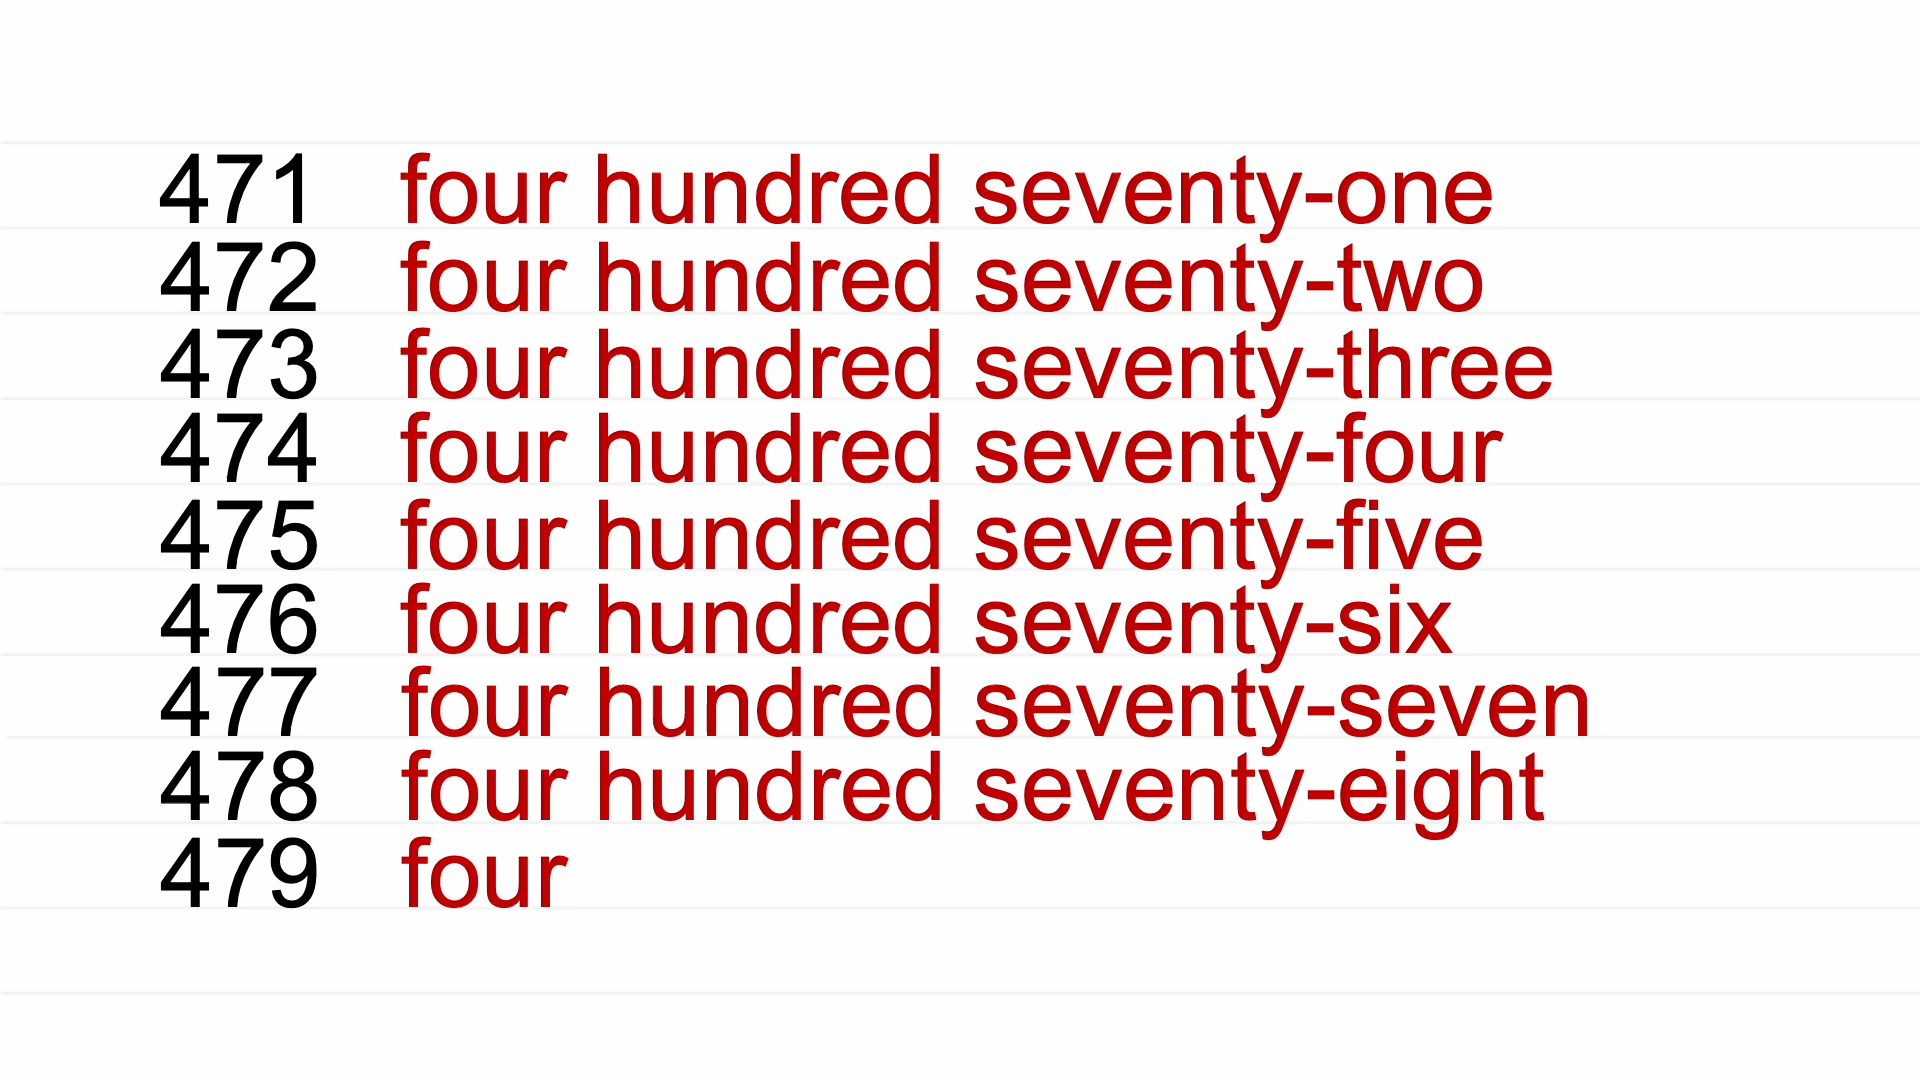 471 four hundred seventy-one
472 four hundred seventy-two
473 four hundred seventy-three
474 four hundred seventy-four
475 four hundred seventy-five
476 four hundred seventy-six
477 four hundred seventy-seven
478 four hundred seventy-eight
479 four